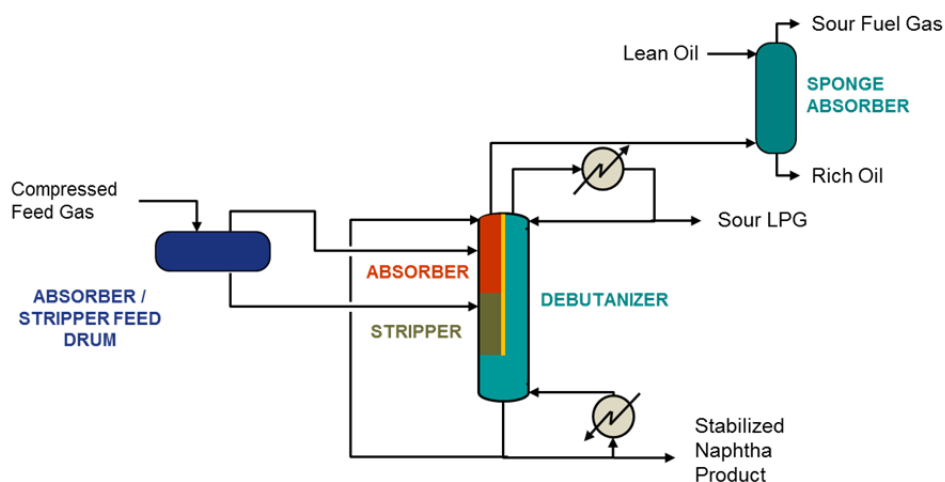 Sour Fuel Gas
Lean Oil
SPONGE
ABSORBER
Rich Oil
Compressed
Feed Gas
Sour LPG
ABSORBER
DEBUTANIZER
ABSORBER /
STRIPPER FEED
DRUM
STRIPPER
Stabilized
Naphtha
Product